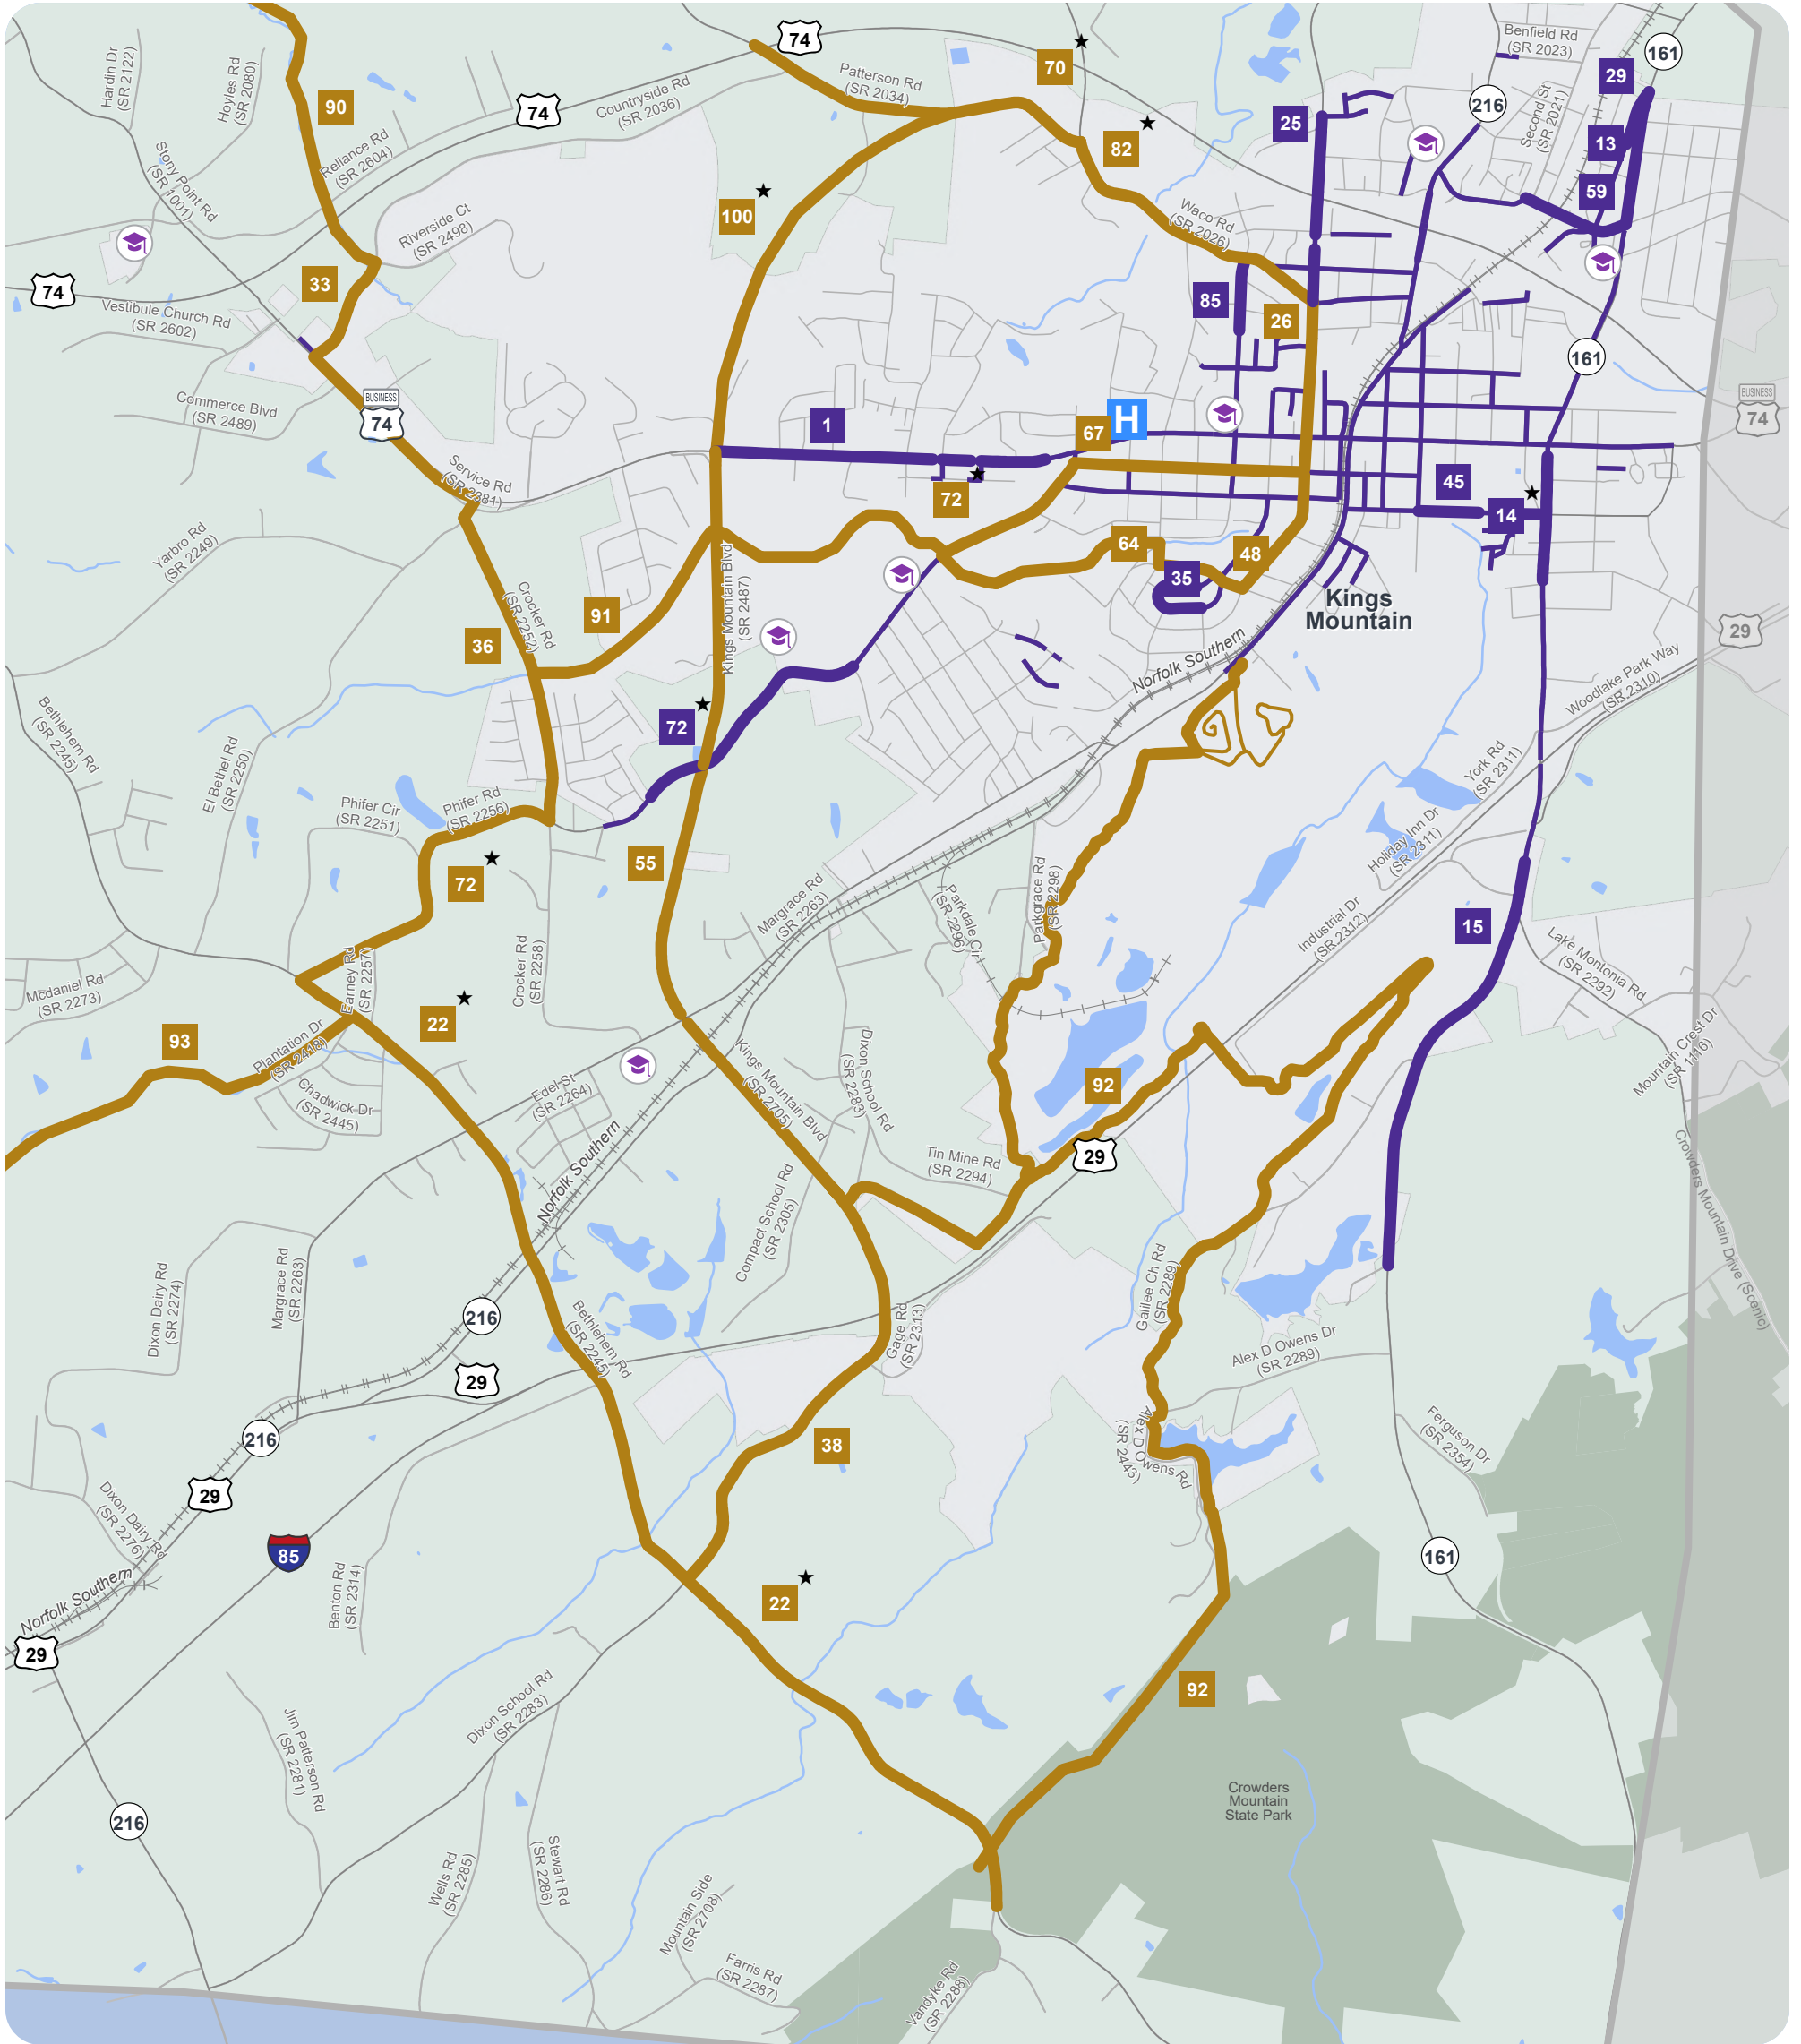 74
Benfield Rd
(SR 2023)
161
Hardin Dr
(SR 2122)
Hoyles Rd
(SR 2080)
70
29
Patterson Rd
(SR 2034)
90
74
Countryside Rd
(SR 2036)
216
Second St
(SR 2021)
25
13
82
Reliance Rd
(SR 2604)
Stony Point Rd
(SR 1001)
59
100
Riverside Ct
(SR 2498)
Waco Rd
(SR 2026)
33
74
85
26
Vestibule Church Rd
(SR 2602)
161
Commerce Blvd
(SR 2489)
BUSINESS
74
BUSINESS
74
1
67
H
Service Rd
(SR 2381)
72
45
14
Yarbro Rd
(SR 2249)
64
48
35
Kings Mountain Blvd
(SR 2487)
Crocker Rd
(SR 2252)
91
Kings
Mountain
29
36
Norfolk Southern
Woodlake Park Way
(SR 2310)
Bethlehem Rd
(SR 2245)
72
El Bethel Rd
(SR 2250)
York Rd
(SR 2311)
Phifer Cir
(SR 2251)
Phifer Rd
(SR 2256)
Holiday Inn Dr
(SR 2311)
55
72
Margrace Rd
(SR 2263)
Parkdale Cir
(SR 2296)
Parkgrace Rd
(SR 2298)
Industrial Dr
(SR 2312)
15
Lake Montonia Rd
(SR 2292)
Mcdaniel Rd
(SR 2273)
Earney Rd
(SR 2257)
Crocker Rd
(SR 2258)
22
93
Plantation Dr
(SR 2418)
Mountain Crest Dr
(SR 1116)
Chadwick Dr
(SR 2445)
Edel St
(SR 2264)
Kings Mountain Blvd
(SR 2705)
Dixon School Rd
(SR 2283)
92
29
Tin Mine Rd
(SR 2294)
Norfolk Southern
Compact School Rd
(SR 2305)
Crowders Mountain Drive (Scenic)
Dixon Dairy Rd
(SR 2274)
Margrace Rd
(SR 2263)
Galilee Ch Rd
(SR 2289)
216
Bethlehem Rd
(SR 2245)
Gage Rd
(SR 2313)
Alex D Owens Dr
(SR 2289)
29
216
Alex D Owens Rd
(SR 2443)
Ferguson Dr
(SR 2354)
38
29
Dixon Dairy Rd
(SR 2276)
85
161
Norfolk Southern
Benton Rd
(SR 2314)
22
29
92
Dixon School Rd
(SR 2283)
Jim Patterson Rd
(SR 2281)
Crowders
Mountain
State Park
216
Wells Rd
(SR 2285)
Stewart Rd
(SR 2286)
Mountain Side
(SR 2708)
Farris Rd
(SR 2287)
Vandyke Rd
(SR 2288)